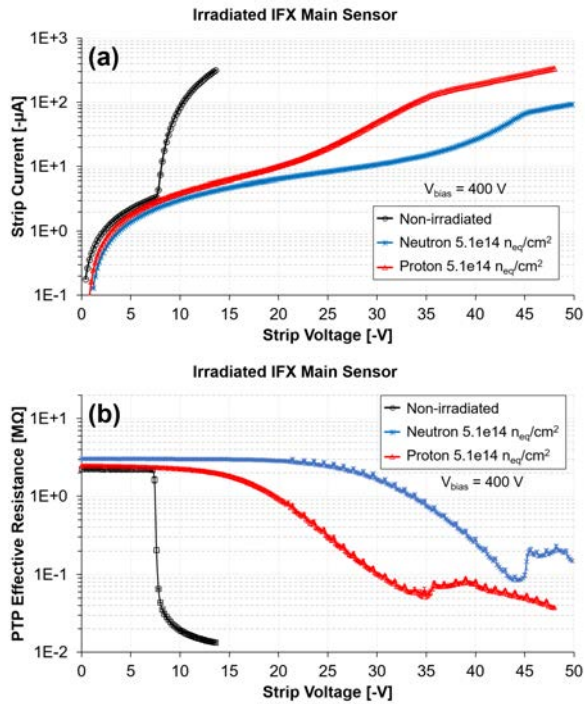 Irradiated IFX Main Sensor
(a)
1E+3
1E+2
1E+1
1E+0
1E-1
Strip Current [-µA]
V_bias = 400 V
Non-irradiated
Neutron 5.1e14 n_eq/cm²
Proton 5.1e14 n_eq/cm²
0 5 10 15 20 25 30 35 40 45 50
Strip Voltage [-V]
Irradiated IFX Main Sensor
(b)
1E+1
1E+0
1E-1
1E-2
PTP Effective Resistance [MΩ]
Non-irradiated
Neutron 5.1e14 n_eq/cm²
Proton 5.1e14 n_eq/cm²
V_bias = 400 V
0 5 10 15 20 25 30 35 40 45 50
Strip Voltage [-V]